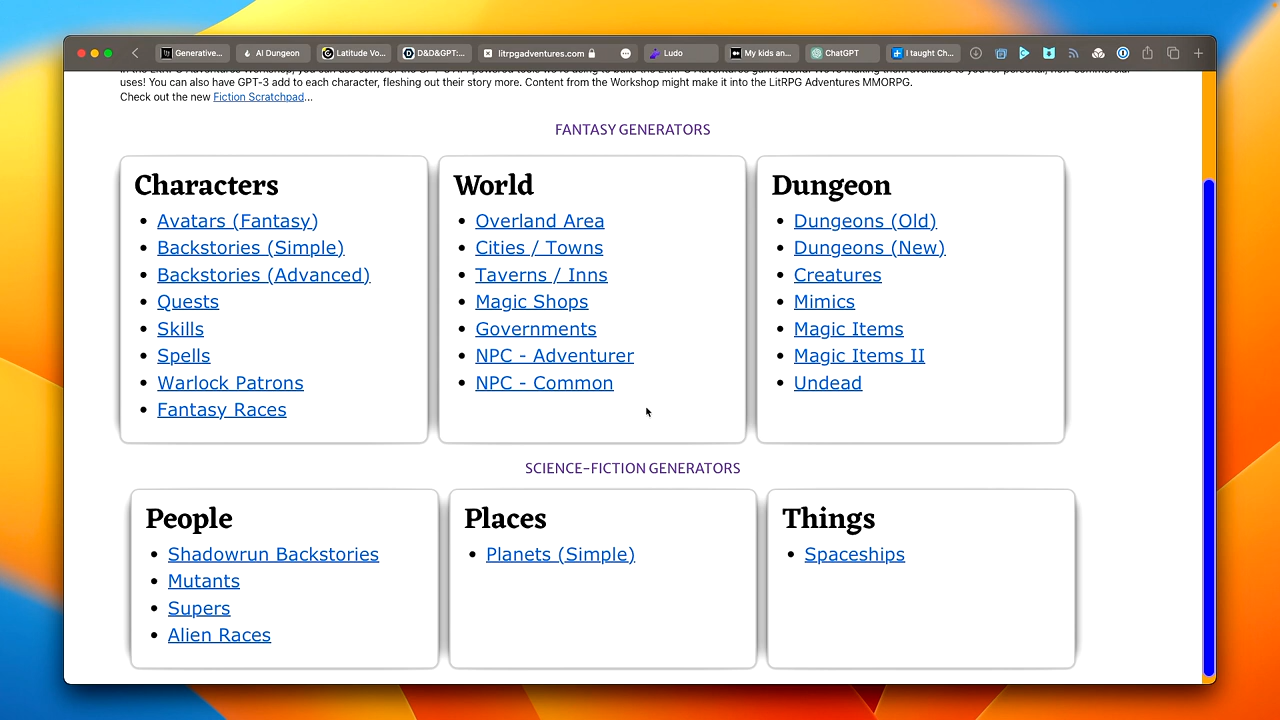 Generative...
AI Dungeon
Latitude Vo...
D&D&GPT:...
litrpgadventures.com
Ludo
My kids an...
ChatGPT
I taught Ch...
uses! You can also have GPT-3 add to each character, fleshing out their story more. Content from the Workshop might make it into the LitRPG Adventures MMORPG.
Check out the new Fiction Scratchpad...
FANTASY GENERATORS
Characters
Avatars (Fantasy)
Backstories (Simple)
Backstories (Advanced)
Quests
Skills
Spells
Warlock Patrons
Fantasy Races
World
Overland Area
Cities / Towns
Taverns / Inns
Magic Shops
Governments
NPC - Adventurer
NPC - Common
Dungeon
Dungeons (Old)
Dungeons (New)
Creatures
Mimics
Magic Items
Magic Items II
Undead
SCIENCE-FICTION GENERATORS
People
Shadowrun Backstories
Mutants
Supers
Alien Races
Places
Planets (Simple)
Things
Spaceships